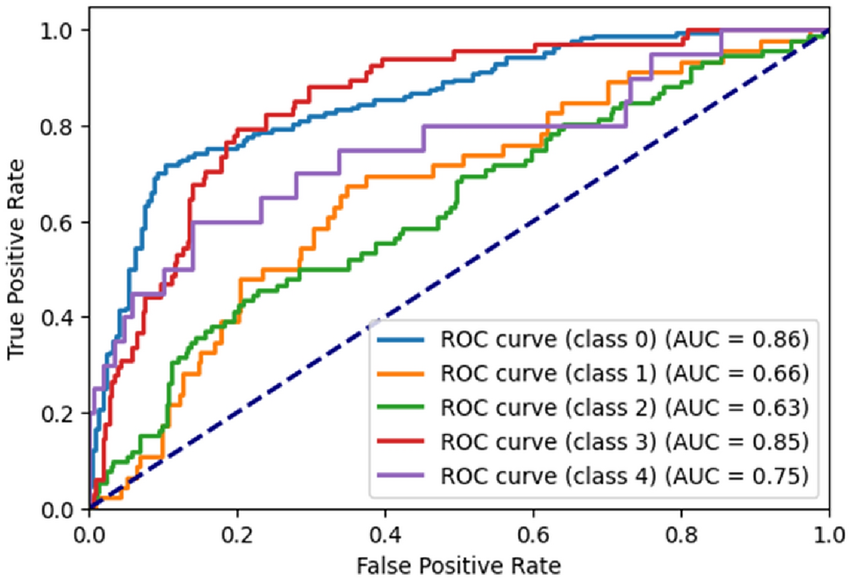 1.0
0.8
0.6
0.4
0.2
0.0
True Positive Rate
0.0 0.2 0.4 0.6 0.8 1.0
False Positive Rate
ROC curve (class 0) (AUC = 0.86)
ROC curve (class 1) (AUC = 0.66)
ROC curve (class 2) (AUC = 0.63)
ROC curve (class 3) (AUC = 0.85)
ROC curve (class 4) (AUC = 0.75)